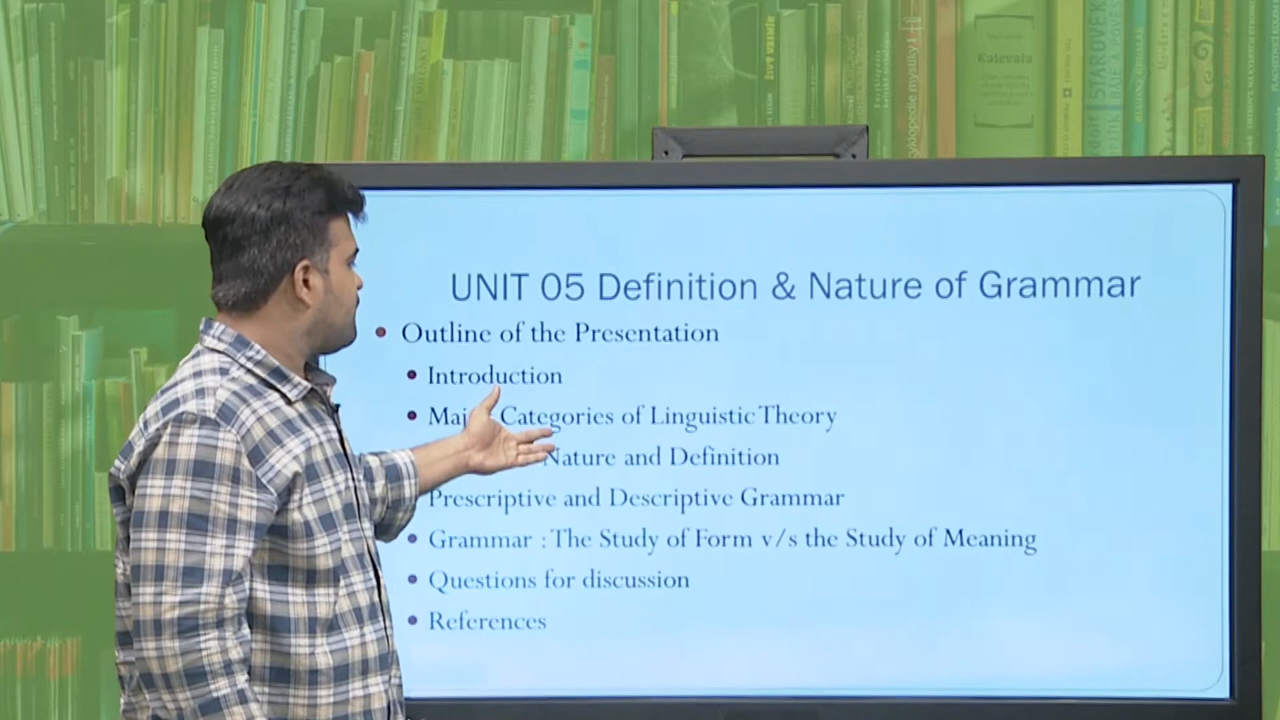 Kalevala
STAROVĚK
UNIT 05 Definition & Nature of Grammar
Outline of the Presentation
Introduction
Categories of Linguistic Theory
Nature and Definition
Prescriptive and Descriptive Grammar
Grammar : The Study of Form v/s the Study of Meaning
Questions for discussion
References